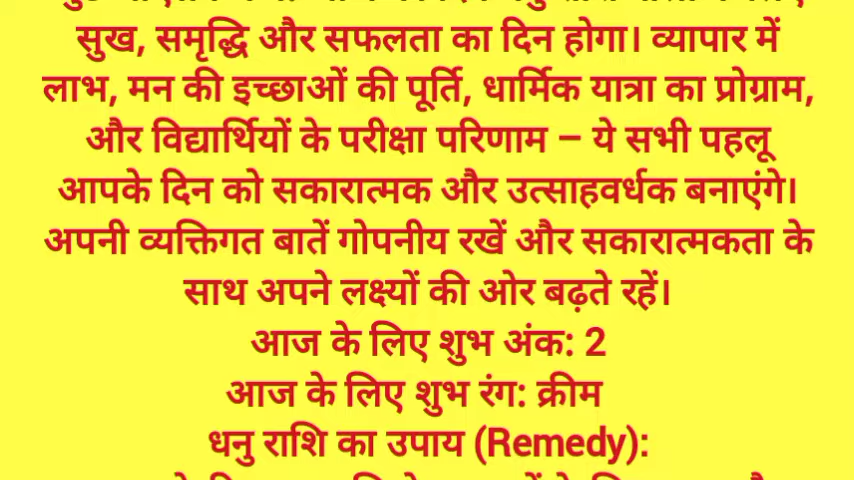 सुख, समृद्धि और सफलता का दिन होगा। व्यापार में
लाभ, मन की इच्छाओं की पूर्ति, धार्मिक यात्रा का प्रोग्राम,
और विद्यार्थियों के परीक्षा परिणाम – ये सभी पहलू
आपके दिन को सकारात्मक और उत्साहवर्धक बनाएंगे।
अपनी व्यक्तिगत बातें गोपनीय रखें और सकारात्मकता के
साथ अपने लक्ष्यों की ओर बढ़ते रहें।
आज के लिए शुभ अंक: 2
आज के लिए शुभ रंग: क्रीम
धनु राशि का उपाय (Remedy):